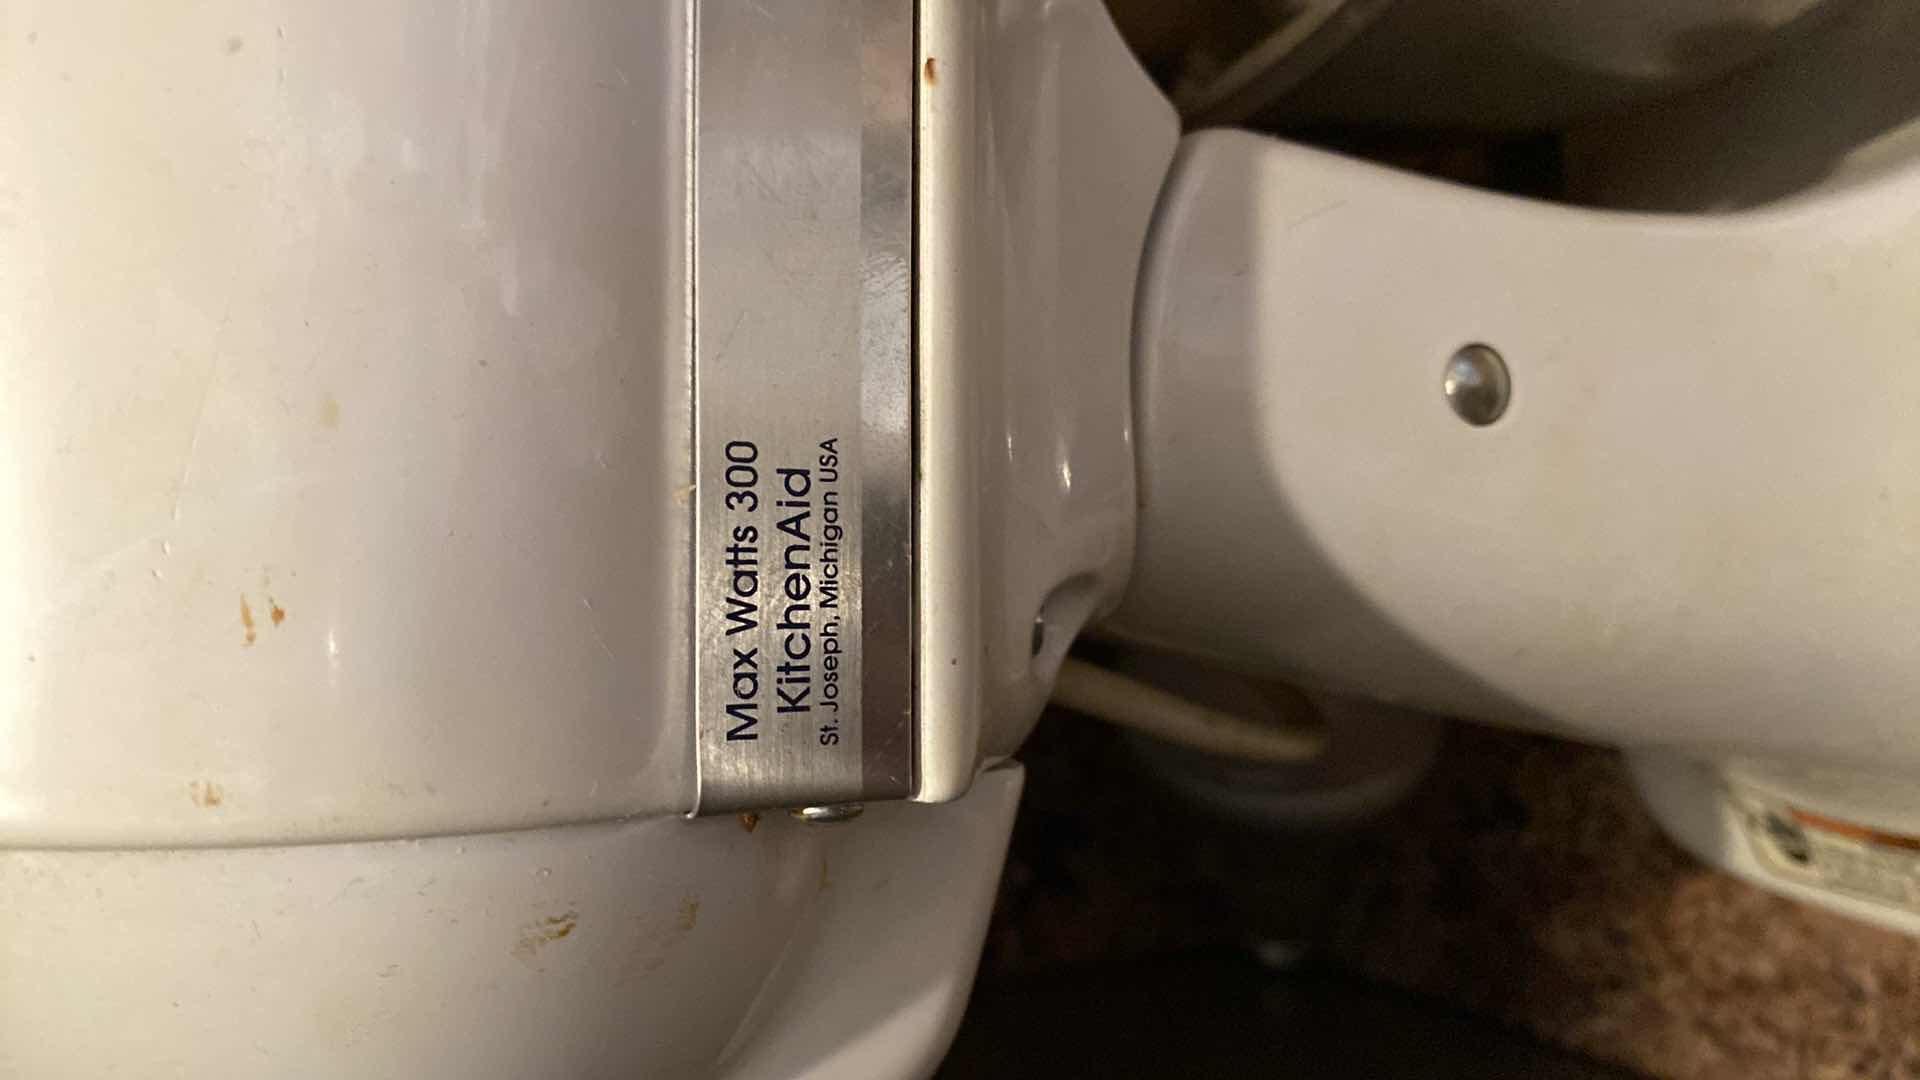 Max Watts 300
KitchenAid
St. Joseph, Michigan USA